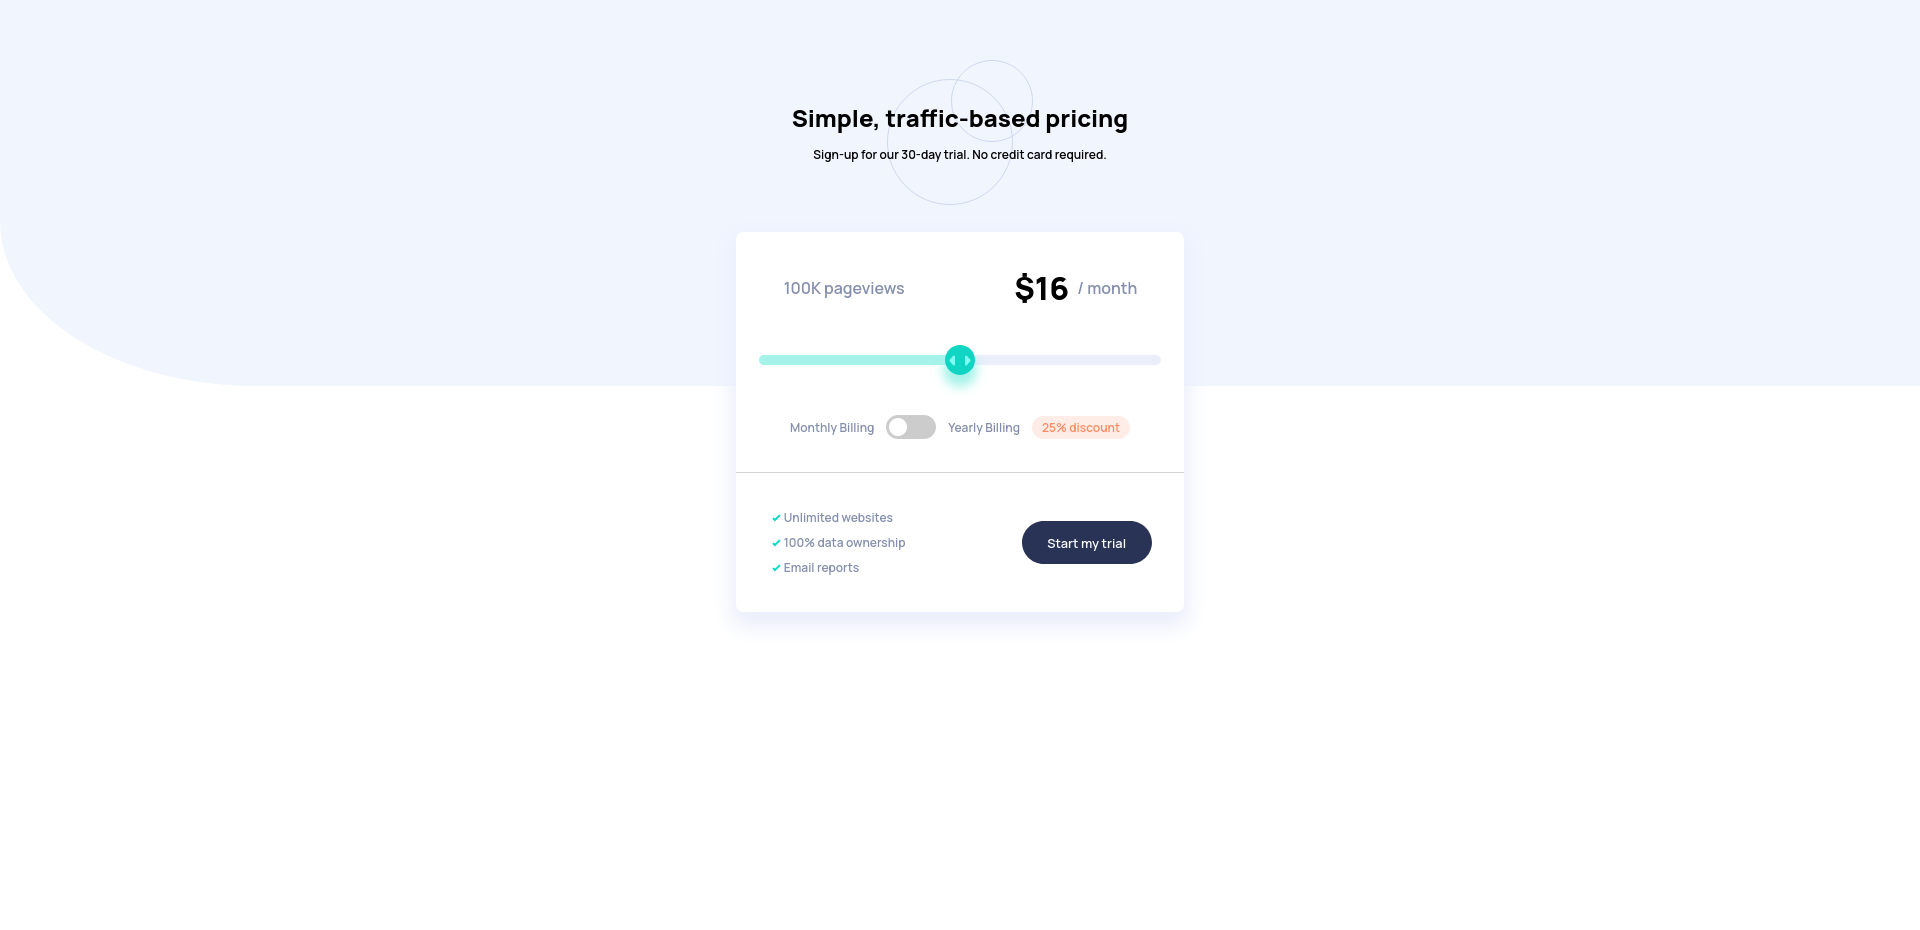 Simple, traffic-based pricing
Sign-up for our 30-day trial. No credit card required.
100K pageviews
$16 / month
Monthly Billing
Yearly Billing
25% discount
Unlimited websites
100% data ownership
Email reports
Start my trial